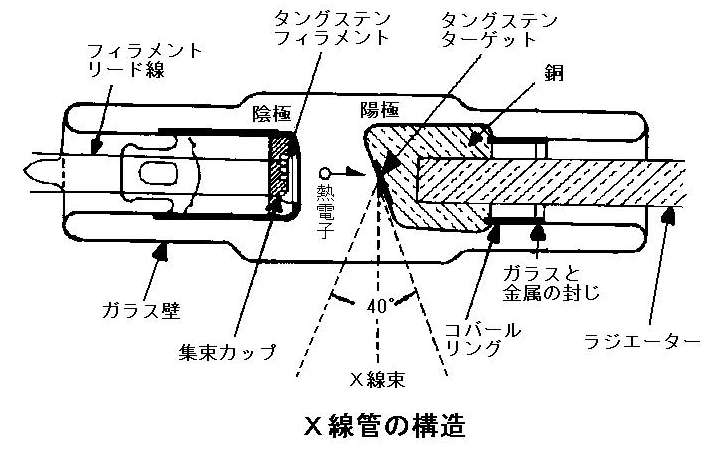 タングステン
フィラメント
タングステン
ターゲット
フィラメント
リード線
銅
陰極
陽極
熱電子
ガラス壁
集束カップ
40°
X線束
コバール
リング
ガラスと
金属の封じ
ラジエーター
X線管の構造